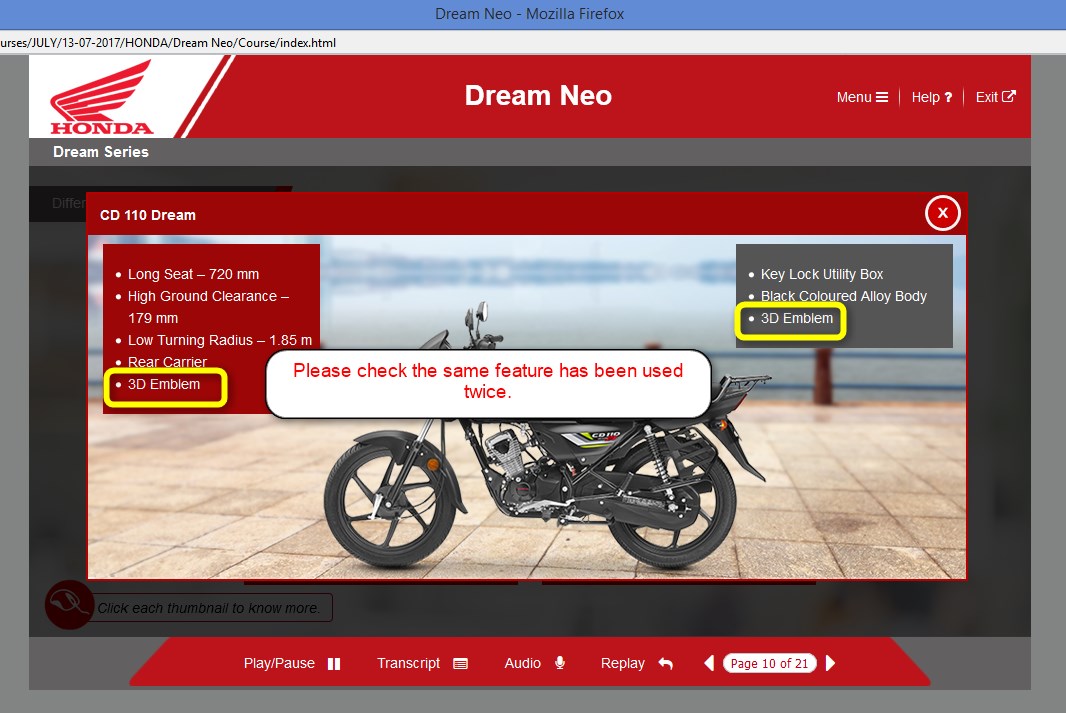 Dream Neo - Mozilla Firefox
urses/JULY/13-07-2017/HONDA/Dream Neo/Course/index.html
HONDA
Dream Neo
Menu
Help ?
Exit
Dream Series
Differ
CD 110 Dream
X
Long Seat – 720 mm
High Ground Clearance –
179 mm
Low Turning Radius – 1.85 m
Rear Carrier
3D Emblem
Key Lock Utility Box
Black Coloured Alloy Body
3D Emblem
Please check the same feature has been used
twice.
CD110
Click each thumbnail to know more.
Play/Pause
Transcript
Audio
Replay
Page 10 of 21